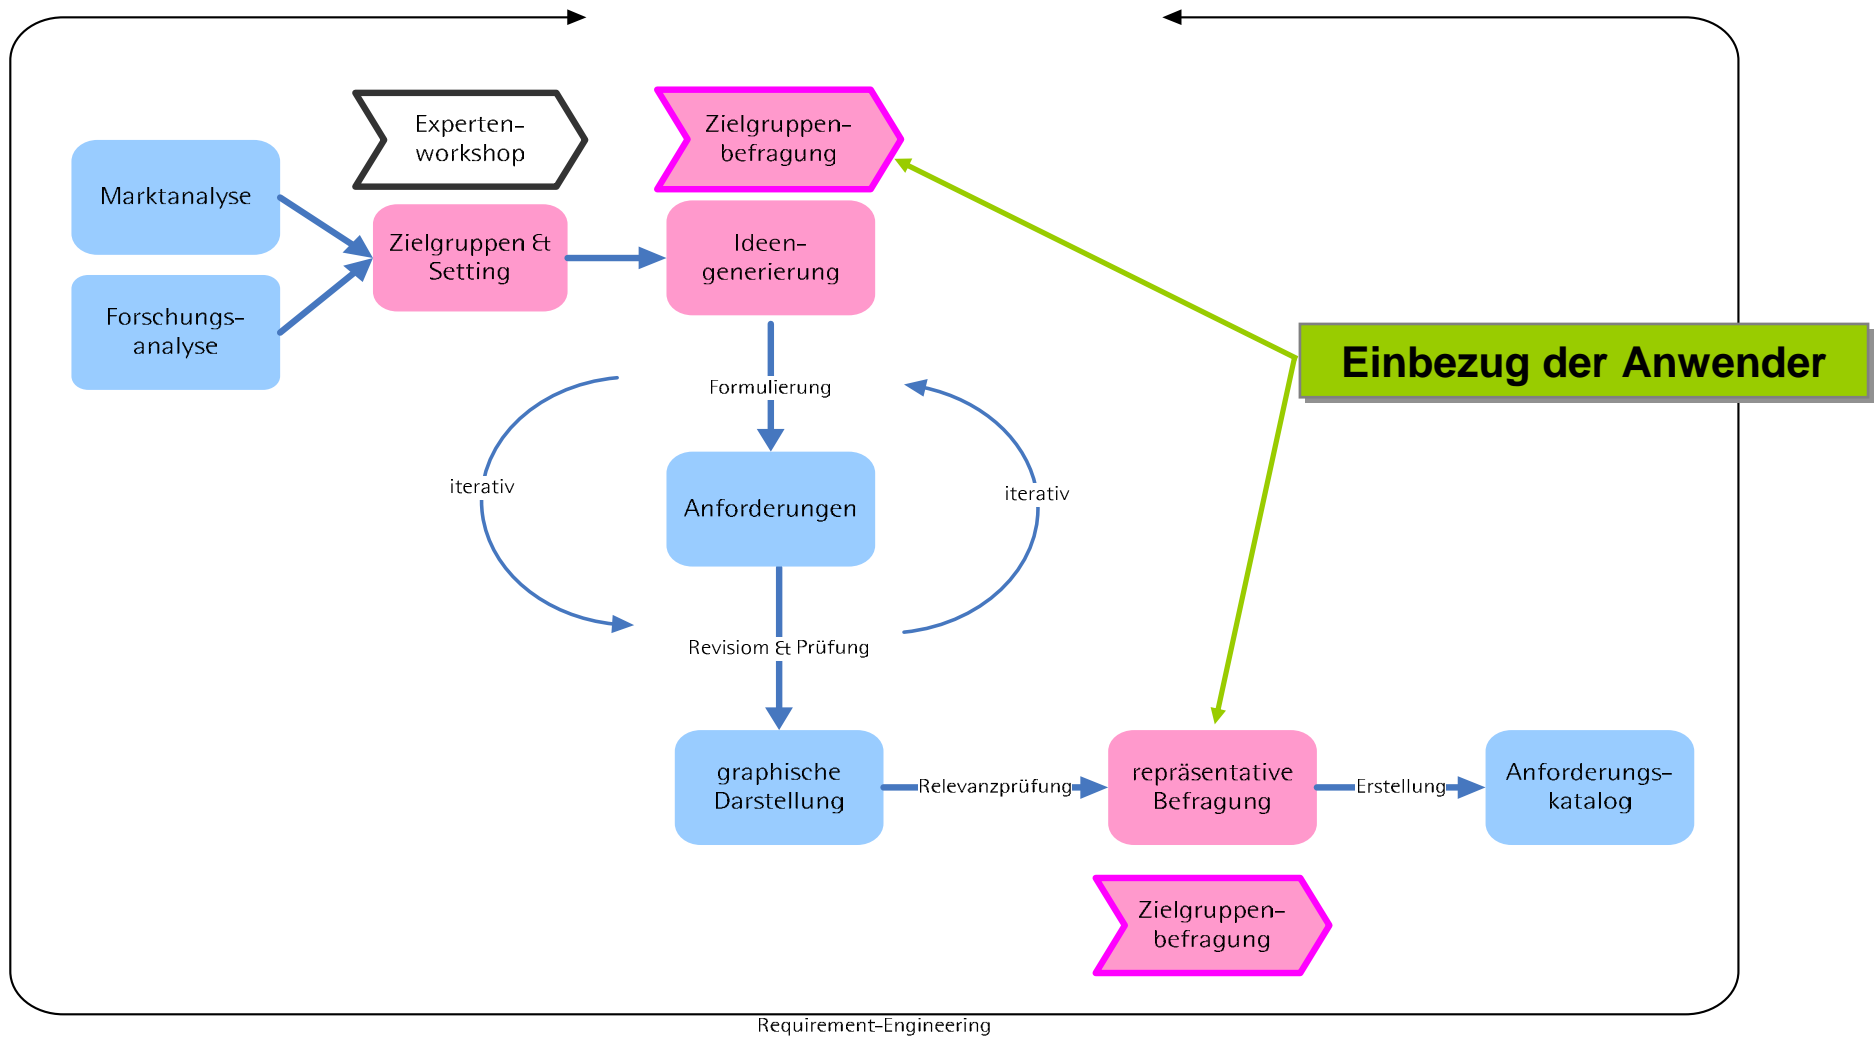 Experten-
workshop
Zielgruppen-
befragung
Marktanalyse
Zielgruppen &
Setting
Ideen-
generierung
Forschungs-
analyse
Einbezug der Anwender
Formulierung
iterativ
iterativ
Anforderungen
Revisiom & Prüfung
graphische
Darstellung
Relevanzprüfung
repräsentative
Befragung
Erstellung
Anforderungs-
katalog
Zielgruppen-
befragung
Requirement-Engineering